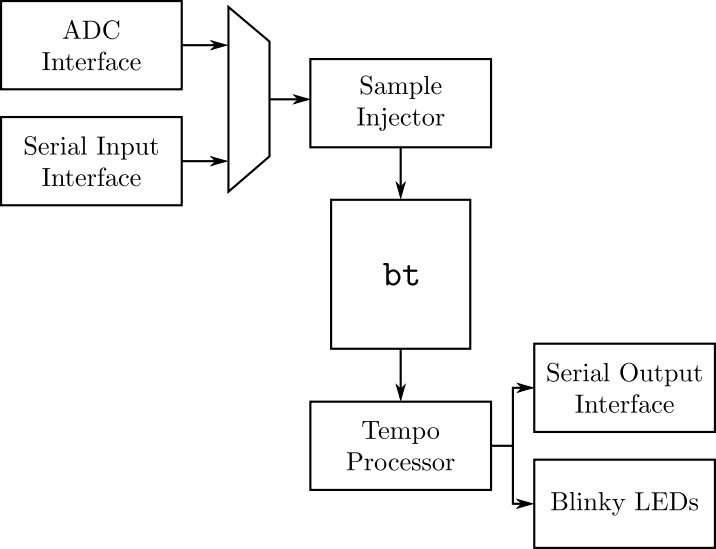 ADC
Interface
Serial Input
Interface
Sample
Injector
bt
Tempo
Processor
Serial Output
Interface
Blinky LEDs